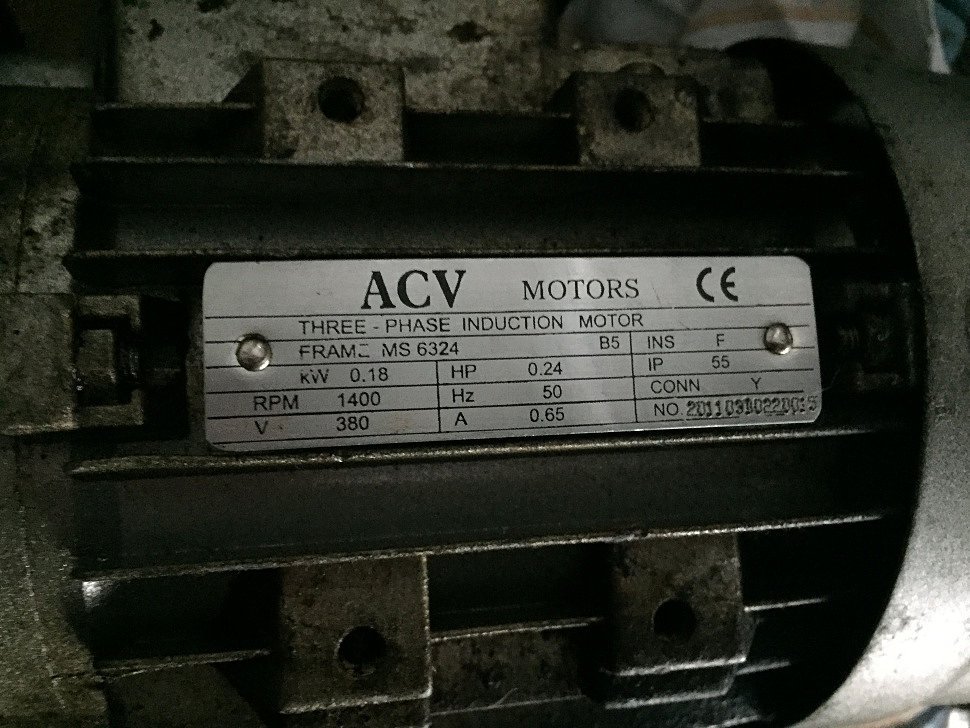 ACV MOTORS CE
THREE - PHASE INDUCTION MOTOR
FRAME MS 6324 B5 INS F
kW 0.18 HP 0.24 IP 55
RPM 1400 Hz 50 CONN Y
V 380 A 0.65 NO.